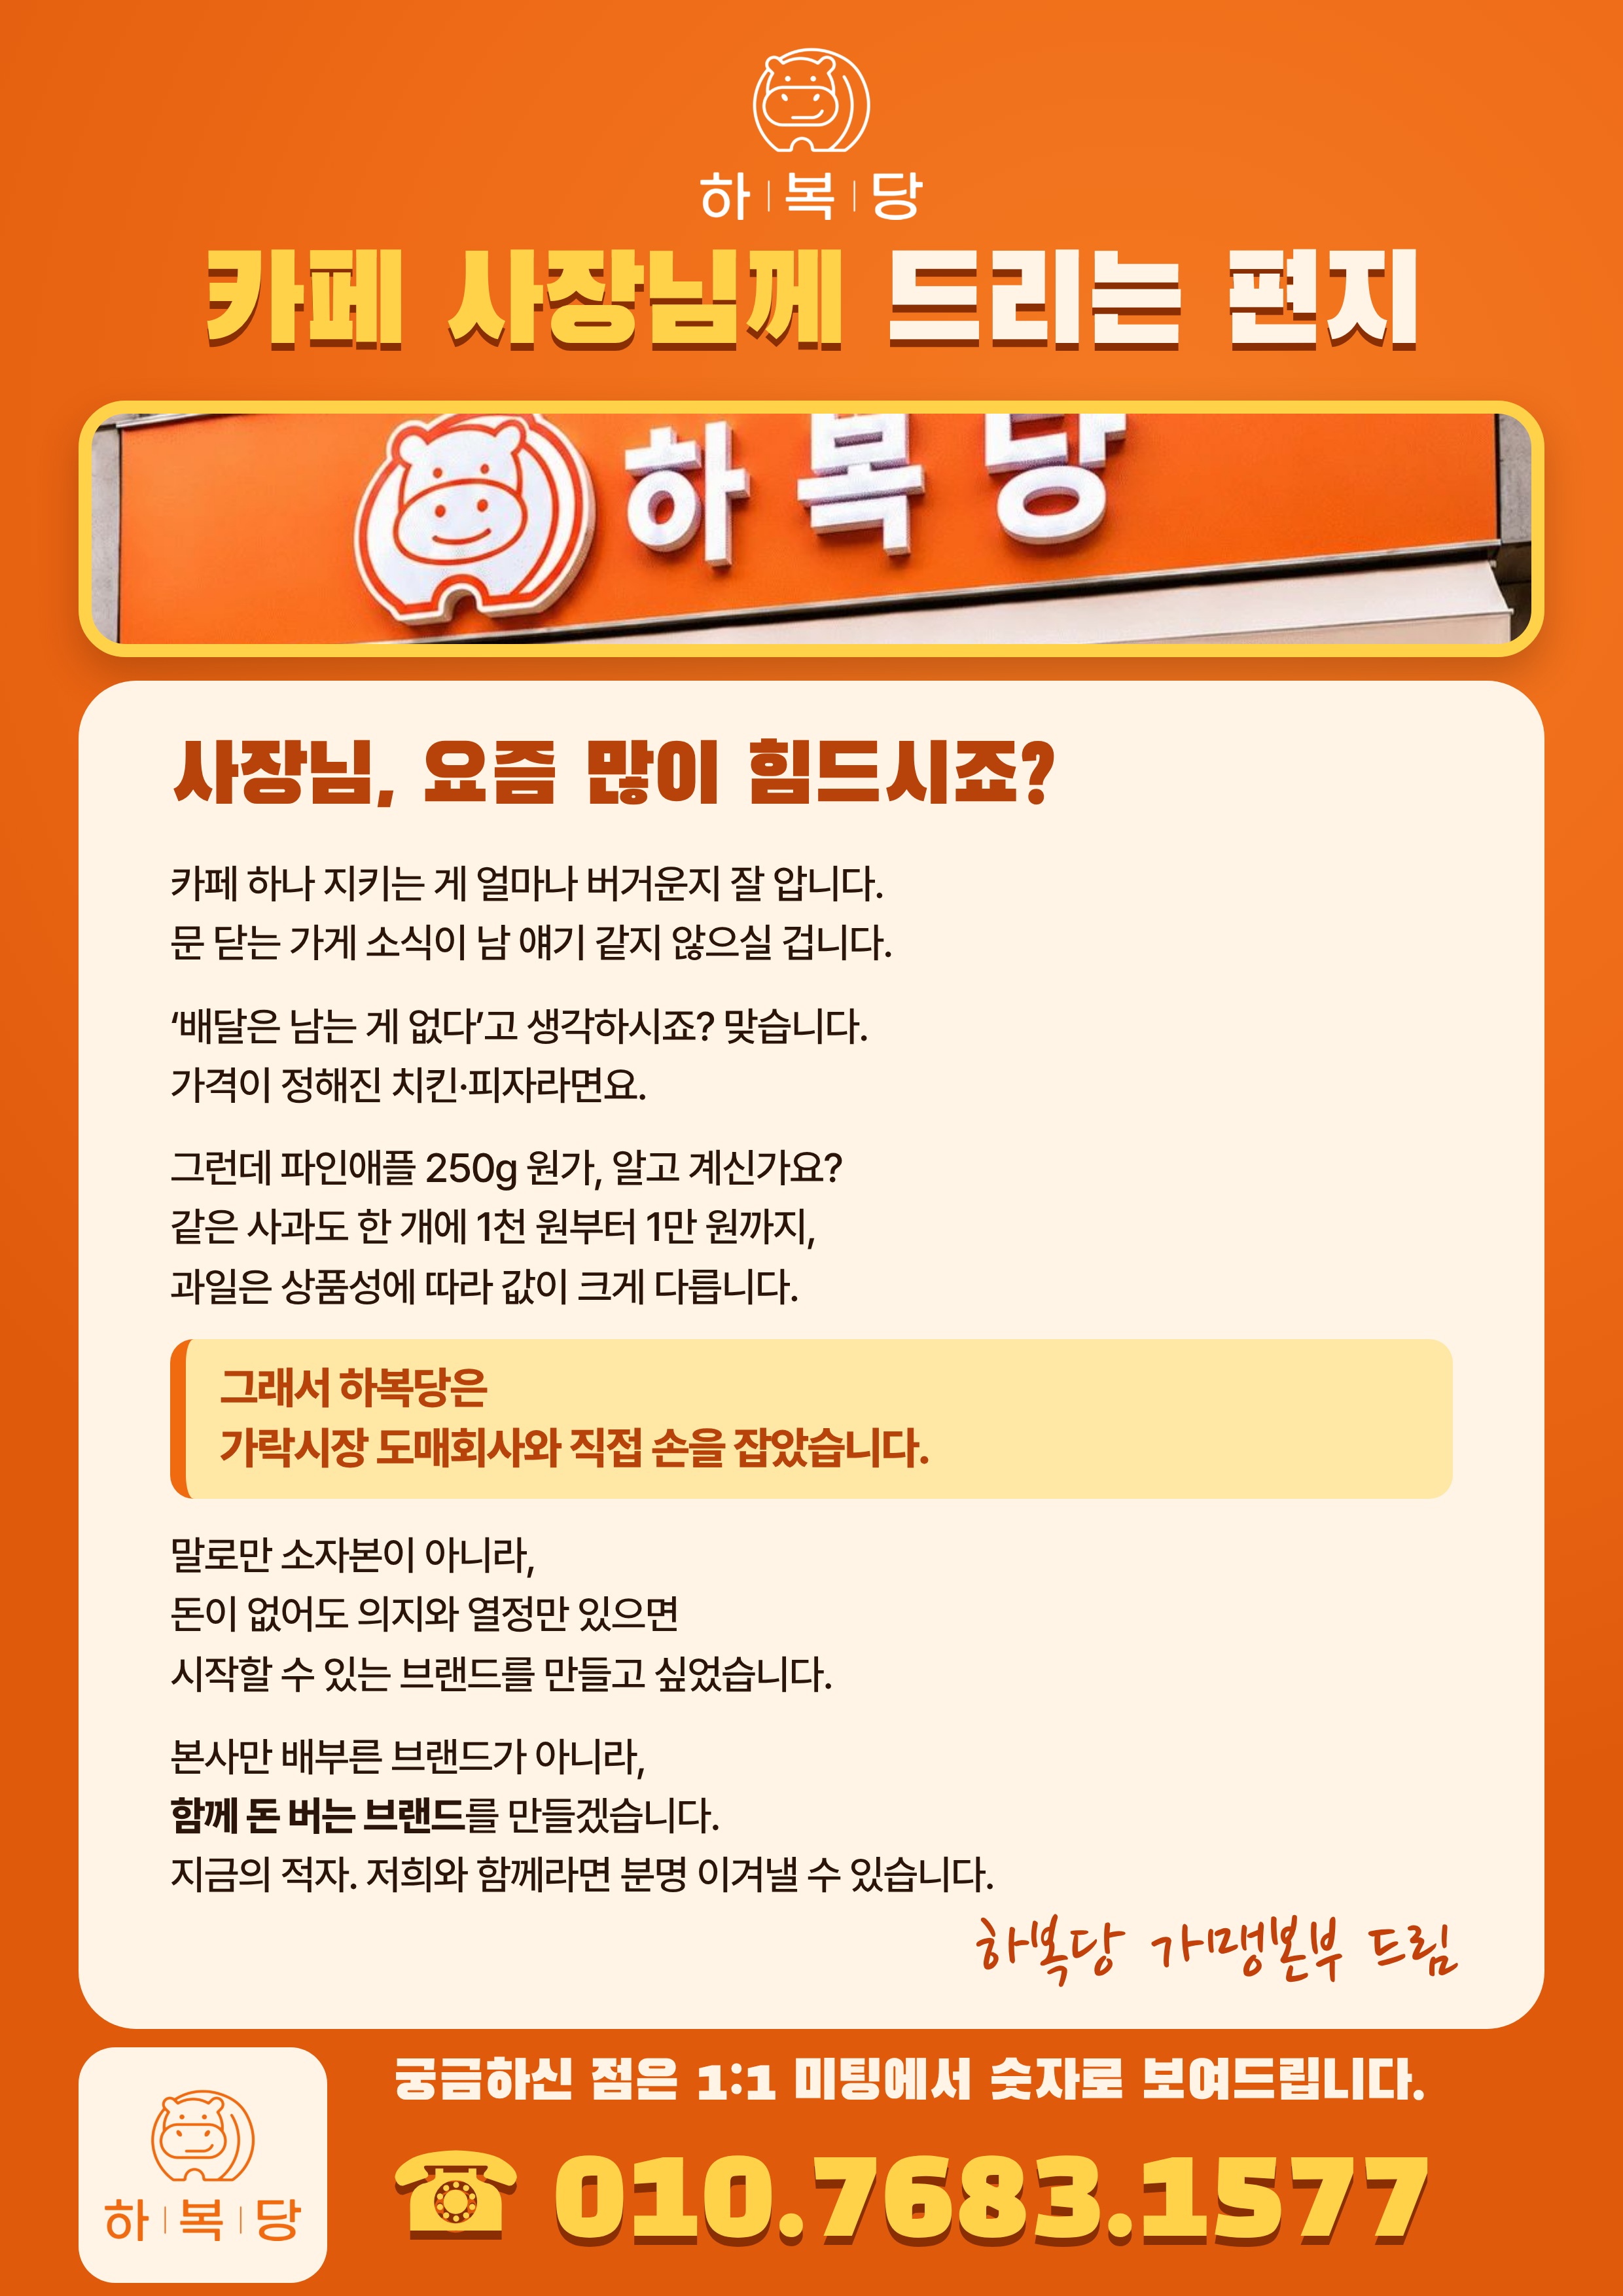 하복당
카페 사장님께 드리는 편지
하복당
사장님, 요즘 많이 힘드시죠?
카페 하나 지키는 게 얼마나 버거운지 잘 압니다.
문 닫는 가게 소식이 남 얘기 같지 않으실 겁니다.
‘배달은 남는 게 없다’고 생각하시죠? 맞습니다.
가격이 정해진 치킨·피자라면요.
그런데 파인애플 250g 원가, 알고 계신가요?
같은 사과도 한 개에 1천 원부터 1만 원까지,
과일은 상품성에 따라 값이 크게 다릅니다.
그래서 하복당은
가락시장 도매회사와 직접 손을 잡았습니다.
말로만 소자본이 아니라,
돈이 없어도 의지와 열정만 있으면
시작할 수 있는 브랜드를 만들고 싶었습니다.
본사만 배부른 브랜드가 아니라,
함께 돈 버는 브랜드를 만들겠습니다.
지금의 적자. 저희와 함께라면 분명 이겨낼 수 있습니다.
하복당 가맹본부 드림
궁금하신 점은 1:1 미팅에서 숫자로 보여드립니다.
☎ 010.7683.1577
하복당